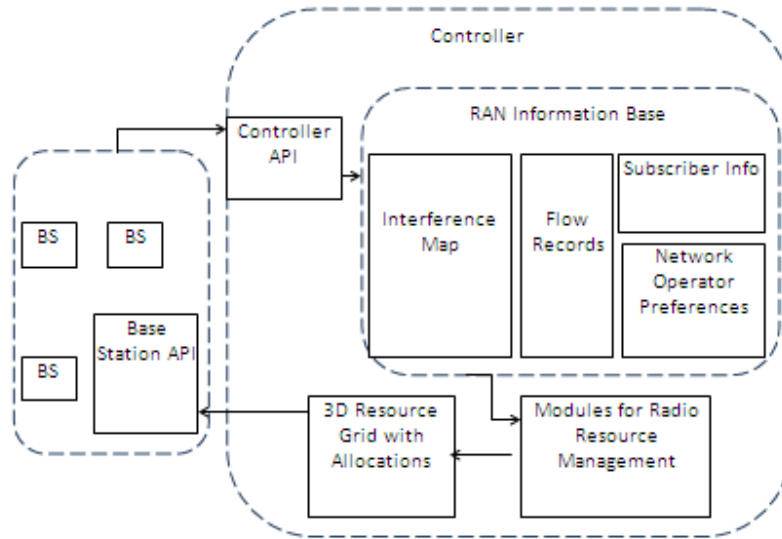 Controller
RAN Information Base
Controller
API
Subscriber Info
Interference
Map
Flow
Records
BS
BS
Network
Operator
Preferences
Base
Station API
BS
3D Resource
Grid with
Allocations
Modules for Radio
Resource
Management